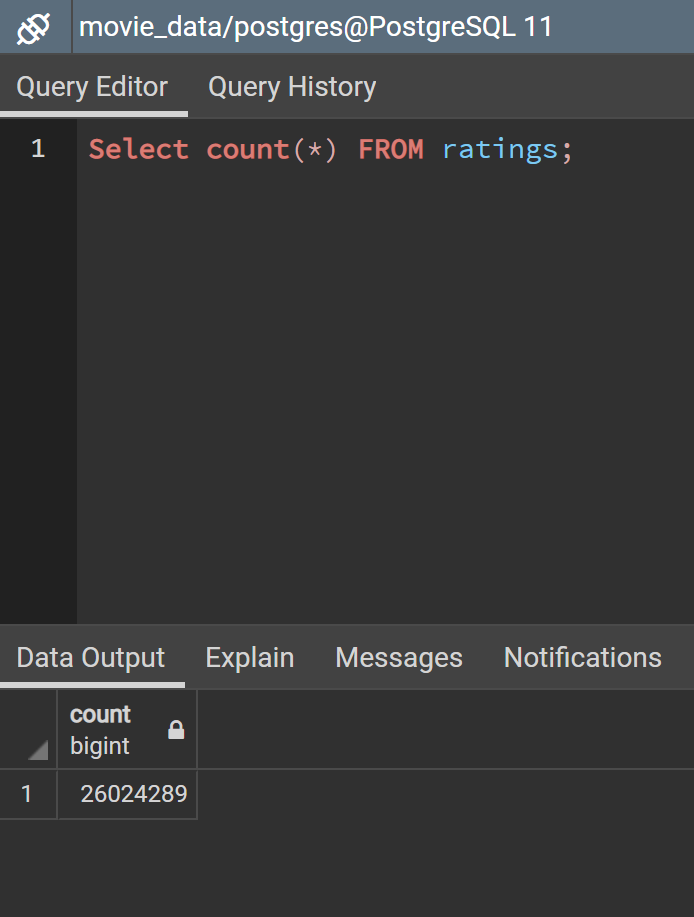 movie_data/postgres@PostgreSQL 11
Query Editor Query History
1 Select count(*) FROM ratings;
Data Output Explain Messages Notifications
count
bigint
1 26024289